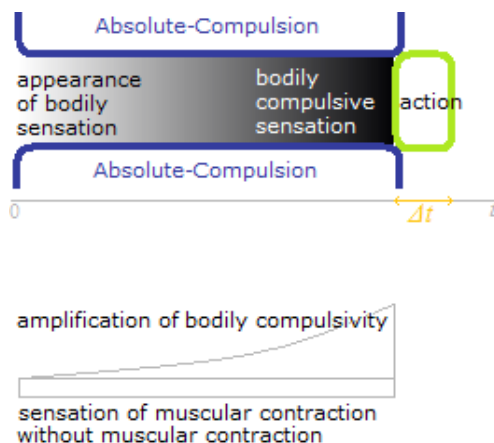 Absolute-Compulsion
appearance
of bodily
sensation
bodily
compulsive
sensation
action
Absolute-Compulsion
0
Δt
t
amplification of bodily compulsivity
sensation of muscular contraction
without muscular contraction